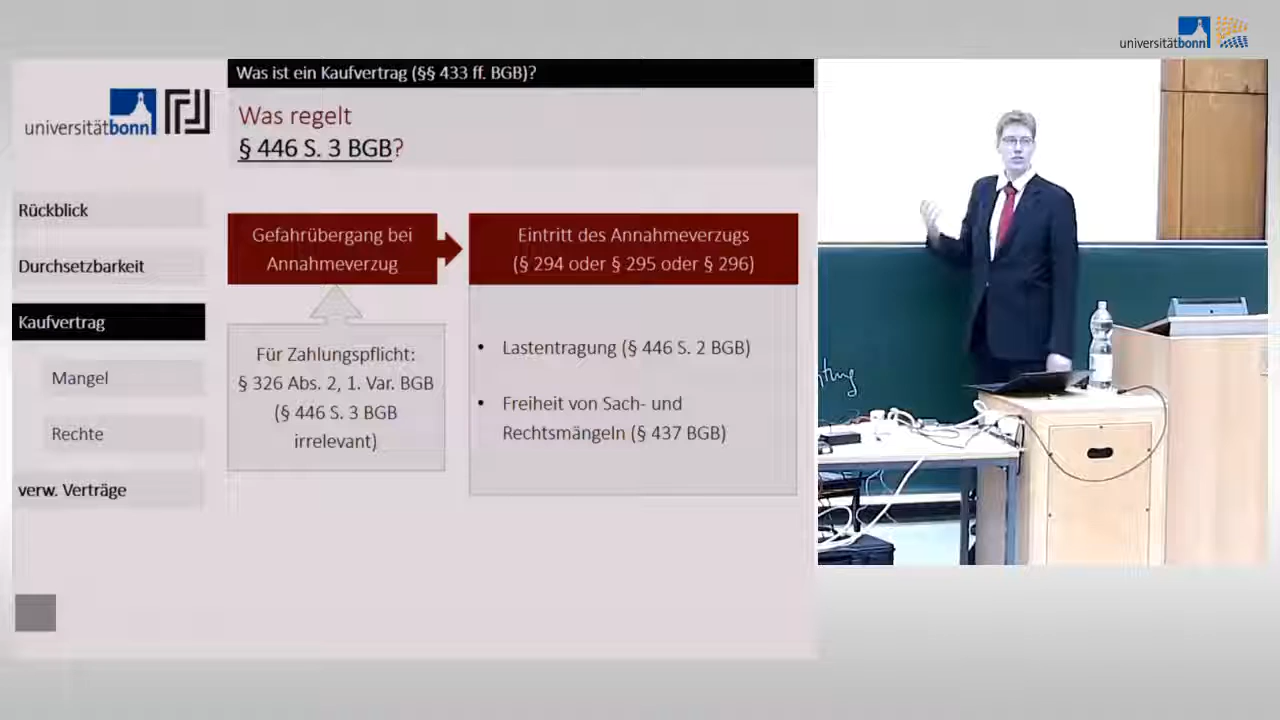 universitätbonn
Was ist ein Kaufvertrag (§§ 433 ff. BGB)?
universitätbonn
Was regelt
§ 446 S. 3 BGB?
Rückblick
Durchsetzbarkeit
Kaufvertrag
Mangel
Rechte
verw. Verträge
Gefahrübergang bei
Annahmeverzug
Eintritt des Annahmeverzugs
(§ 294 oder § 295 oder § 296)
Für Zahlungspflicht:
§ 326 Abs. 2, 1. Var. BGB
(§ 446 S. 3 BGB
irrelevant)
• Lastentragung (§ 446 S. 2 BGB)
• Freiheit von Sach- und
Rechtsmängeln (§ 437 BGB)